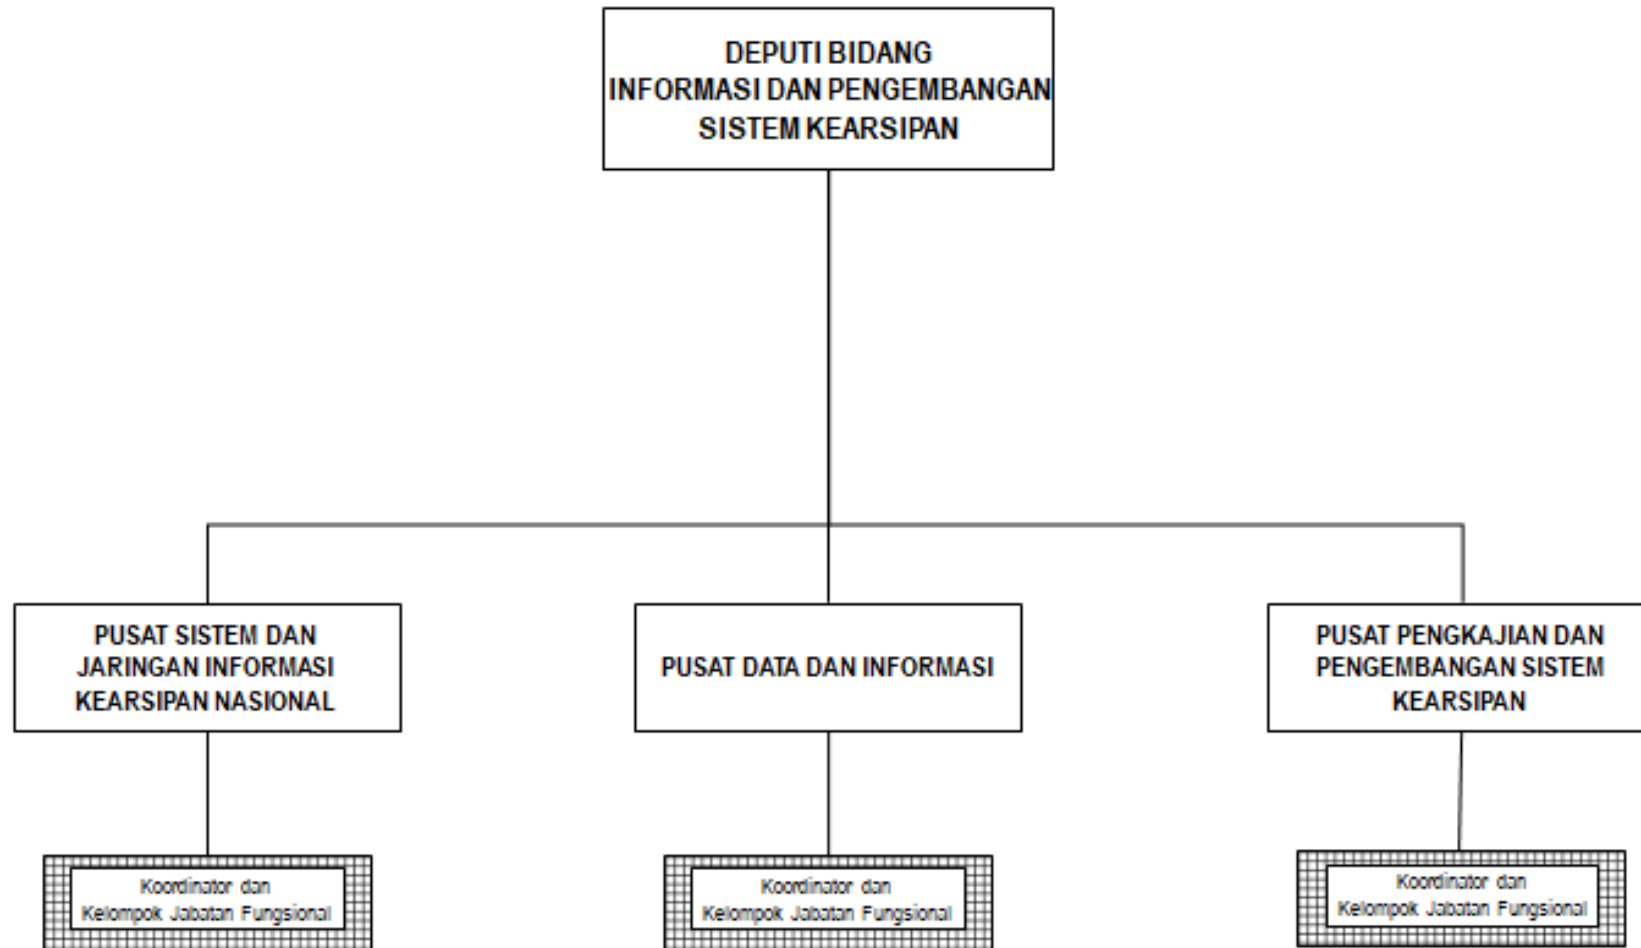 DEPUTI BIDANG
INFORMASI DAN PENGEMBANGAN
SISTEM KEARSIPAN
PUSAT SISTEM DAN
JARINGAN INFORMASI
KEARSIPAN NASIONAL
PUSAT DATA DAN INFORMASI
PUSAT PENGKAJIAN DAN
PENGEMBANGAN SISTEM
KEARSIPAN
Koordinator dan
Kelompok Jabatan Fungsional
Koordinator dan
Kelompok Jabatan Fungsional
Koordinator dan
Kelompok Jabatan Fungsional